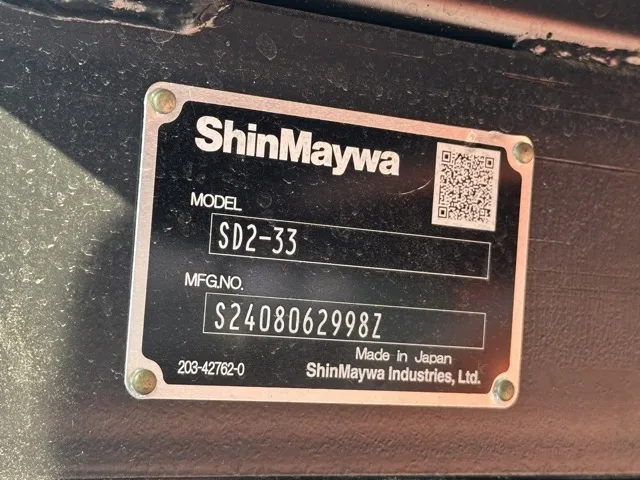 ShinMaywa
MODEL
SD2-33
MFG.NO.
S2408062998Z
Made in Japan
203-42762-0
ShinMaywa Industries, Ltd.